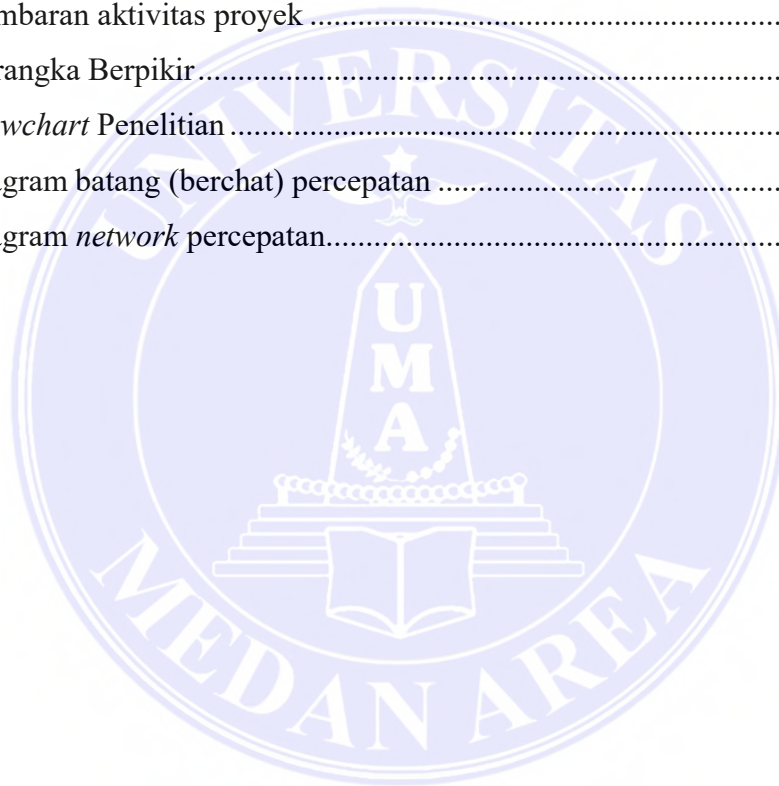 mbaran aktivitas proyek ........................................................................
rangka Berpikir ........................................................................
wchart Penelitian ........................................................................
gram batang (berchat) percepatan ........................................................................
gram network percepatan ........................................................................
UNIVERSITAS
U
M
A
MEDAN AREA